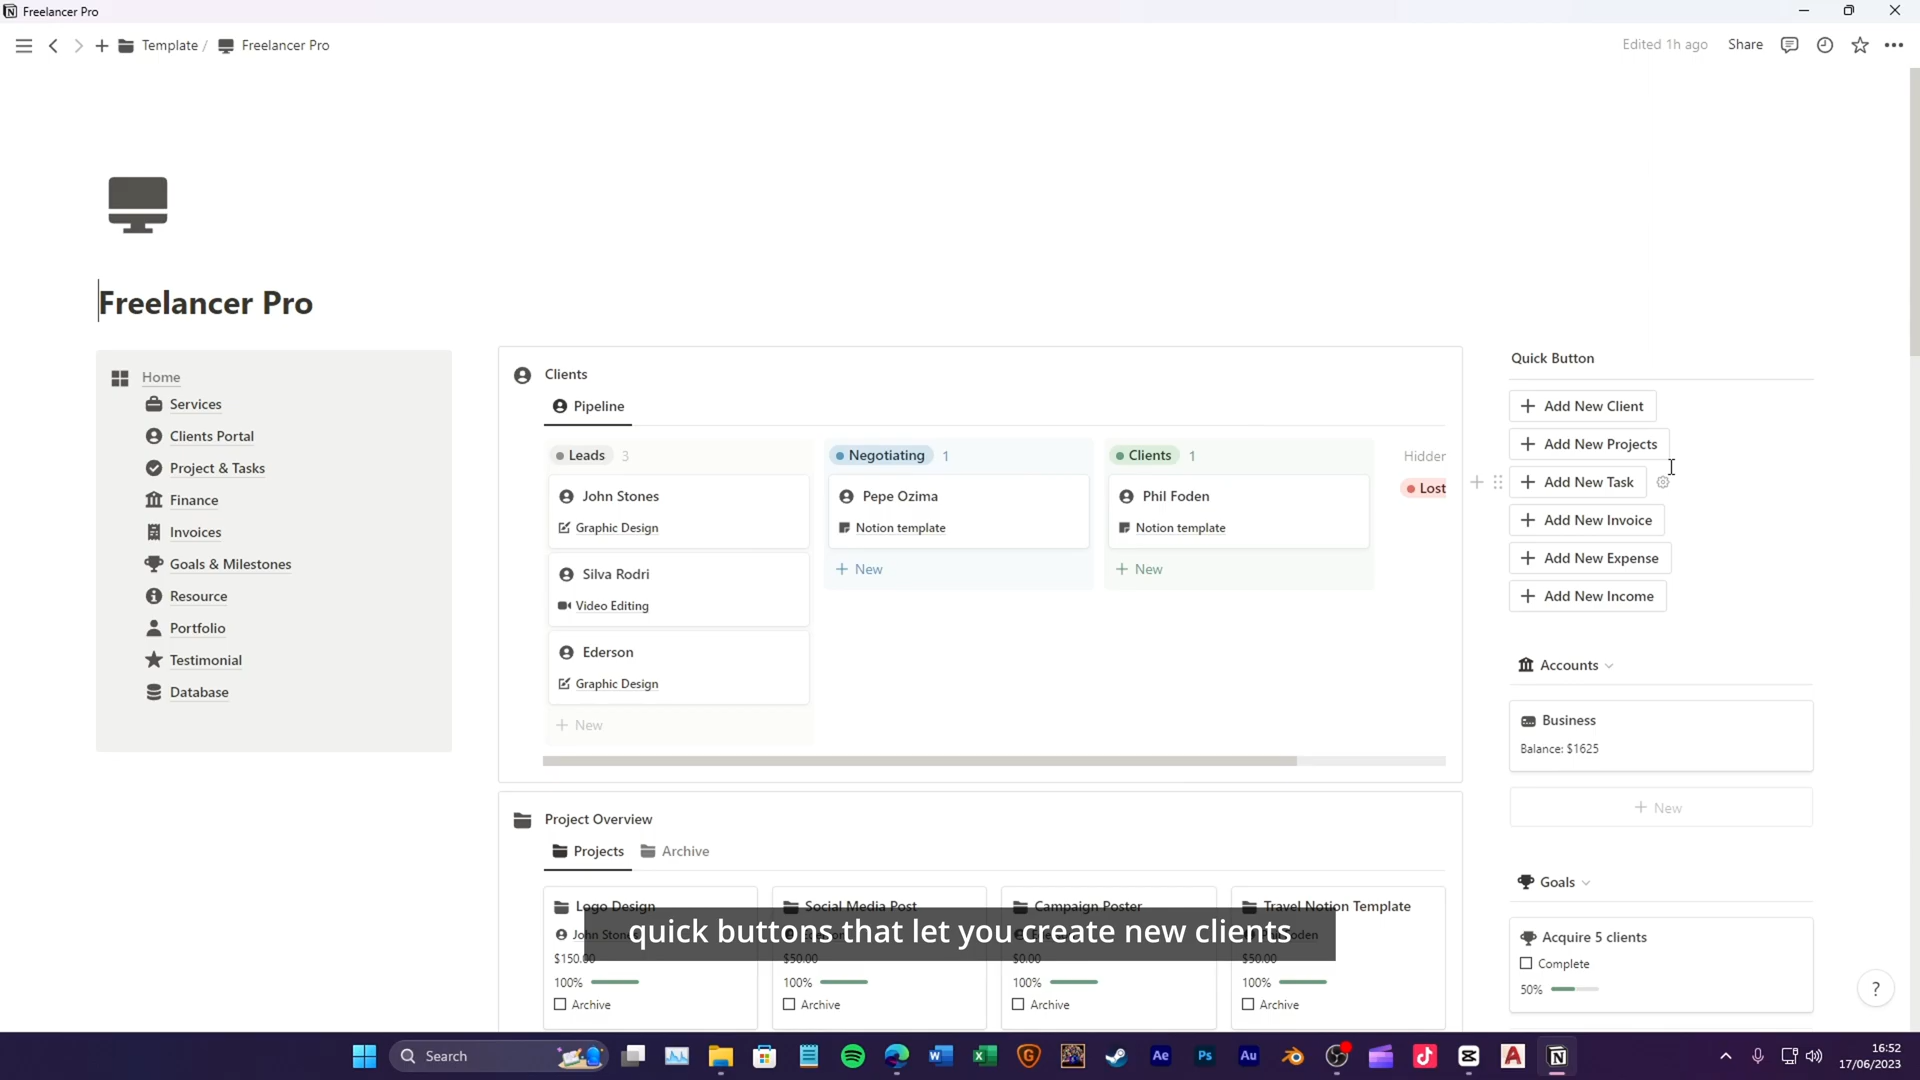 Freelancer Pro
Template / Freelancer Pro
Edited 1h ago Share
Freelancer Pro
Home
Services
Clients Portal
Project & Tasks
Finance
Invoices
Goals & Milestones
Resource
Portfolio
Testimonial
Database
Clients
Pipeline
Leads 3
John Stones
Graphic Design
Silva Rodri
Video Editing
Ederson
Graphic Design
+ New
Negotiating 1
Pepe Ozima
Notion template
+ New
Clients 1
Phil Foden
Notion template
+ New
Hidden
Lost
Project Overview
Projects Archive
Logo Design
John Stones
$150.00
100%
Archive
Social Media Post
$50.00
100%
Archive
Campaign Poster
$0.00
100%
Archive
Travel Notion Template
$50.00
100%
Archive
quick buttons that let you create new clients
Quick Button
+ Add New Client
+ Add New Projects
+ Add New Task
+ Add New Invoice
+ Add New Expense
+ Add New Income
Accounts
Business
Balance: $1625
+ New
Goals
Acquire 5 clients
Complete
50%
?
Search
Ae
Ps
Au
16:52
17/06/2023